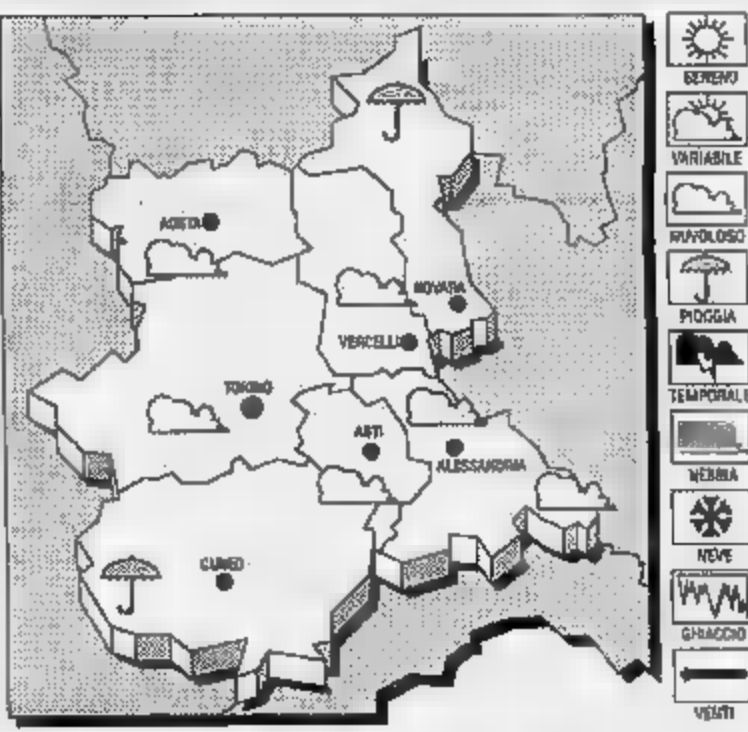 AOSTA
NOVARA
VERCELLI
TORINO
ASTI
ALESSANDRIA
CUNEO
SERENO
VARIABILE
NUVOLOSO
PIOGGIA
TEMPORALE
NEBBIA
NEVE
GHIACCIO
VENTI